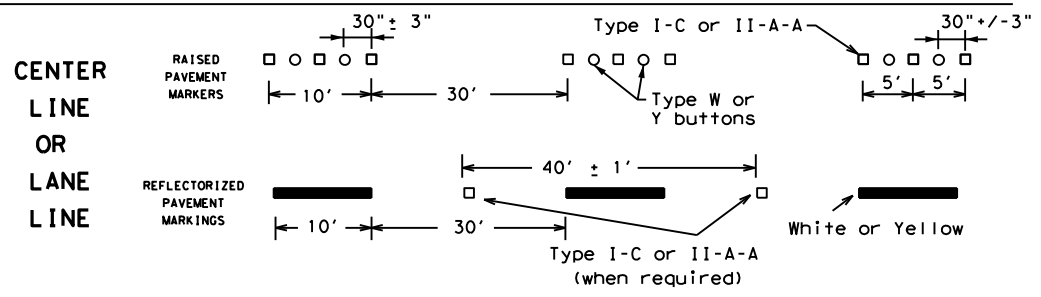 CENTER
LINE
OR
LANE
LINE
RAISED
PAVEMENT
MARKERS
30"± 3"
10'
30'
Type I-C or II-A-A
Type W or
Y buttons
30"+/-3"
5'
5'
REFLECTORIZED
PAVEMENT
MARKINGS
40' ± 1'
10'
30'
Type I-C or II-A-A
(when required)
White or Yellow